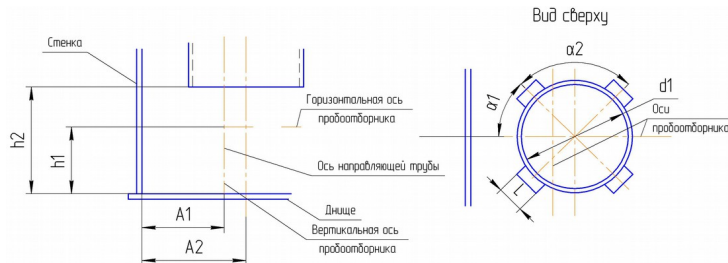 Вид сверху
Стенка
α2
α1
d1
Оси
пробоотборника
Горизонтальная ось
пробоотборника
h2
h1
Ось направляющей трубы
L
Днище
A1
Вертикальная ось
пробоотборника
A2